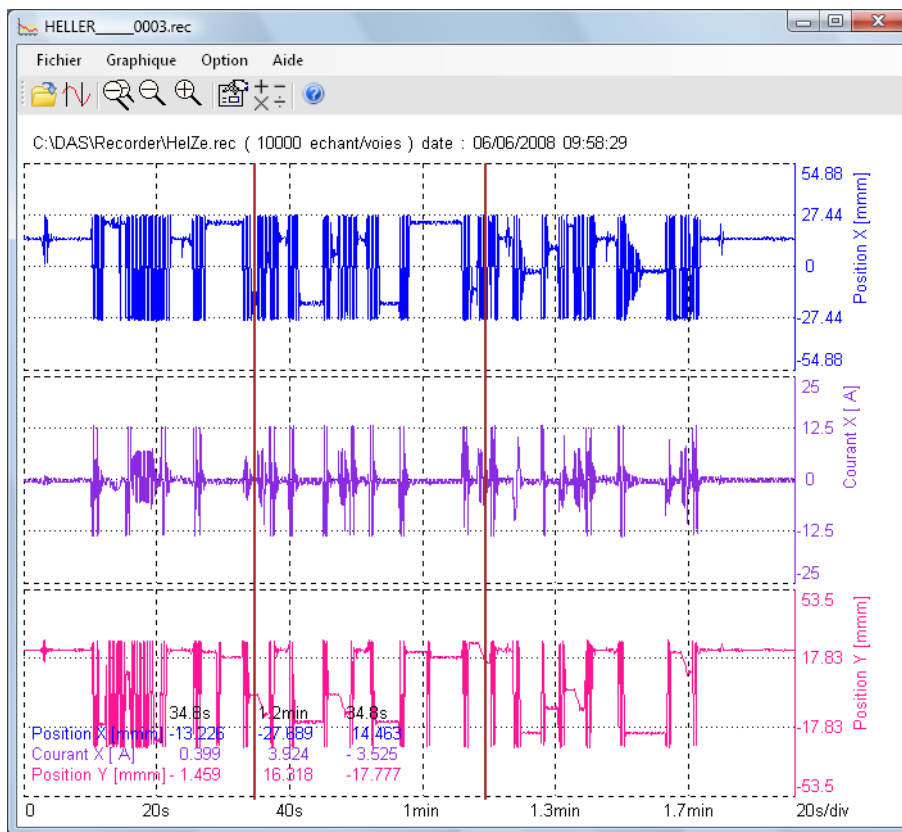 HELLER_____0003.rec
Fichier Graphique Option Aide
C:\DAS\Recorder\HelZe.rec ( 10000 echant/voies ) date : 06/06/2008 09:58:29
54.88
27.44
0
-27.44
-54.88
Position X [mmm]
25
12.5
0
-12.5
-25
Courant X [ A]
53.5
17.83
-17.83
-53.5
Position Y [mmm]
34.8s 1.2min 34.8s
Position X [mmm] -13.226 -27.689 14.463
Courant X [ A] 0.399 3.924 - 3.525
Position Y [mmm] - 1.459 16.318 -17.777
0 20s 40s 1min 1.3min 1.7min 20s/div